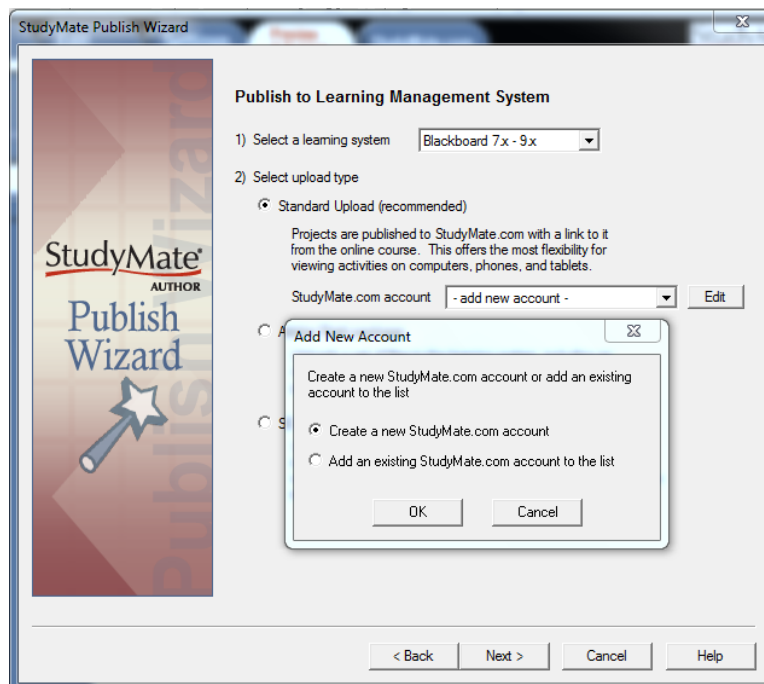 StudyMate Publish Wizard
Publish to Learning Management System
1) Select a learning system
Blackboard 7.x - 9.x
2) Select upload type
Standard Upload (recommended)
Projects are published to StudyMate.com with a link to it
from the online course. This offers the most flexibility for
viewing activities on computers, phones, and tablets.
StudyMate.com account
- add new account -
Edit
StudyMate®
AUTHOR
Publish
Wizard
Publish Wizard
Add New Account
Create a new StudyMate.com account or add an existing
account to the list
Create a new StudyMate.com account
Add an existing StudyMate.com account to the list
OK
Cancel
< Back
Next >
Cancel
Help